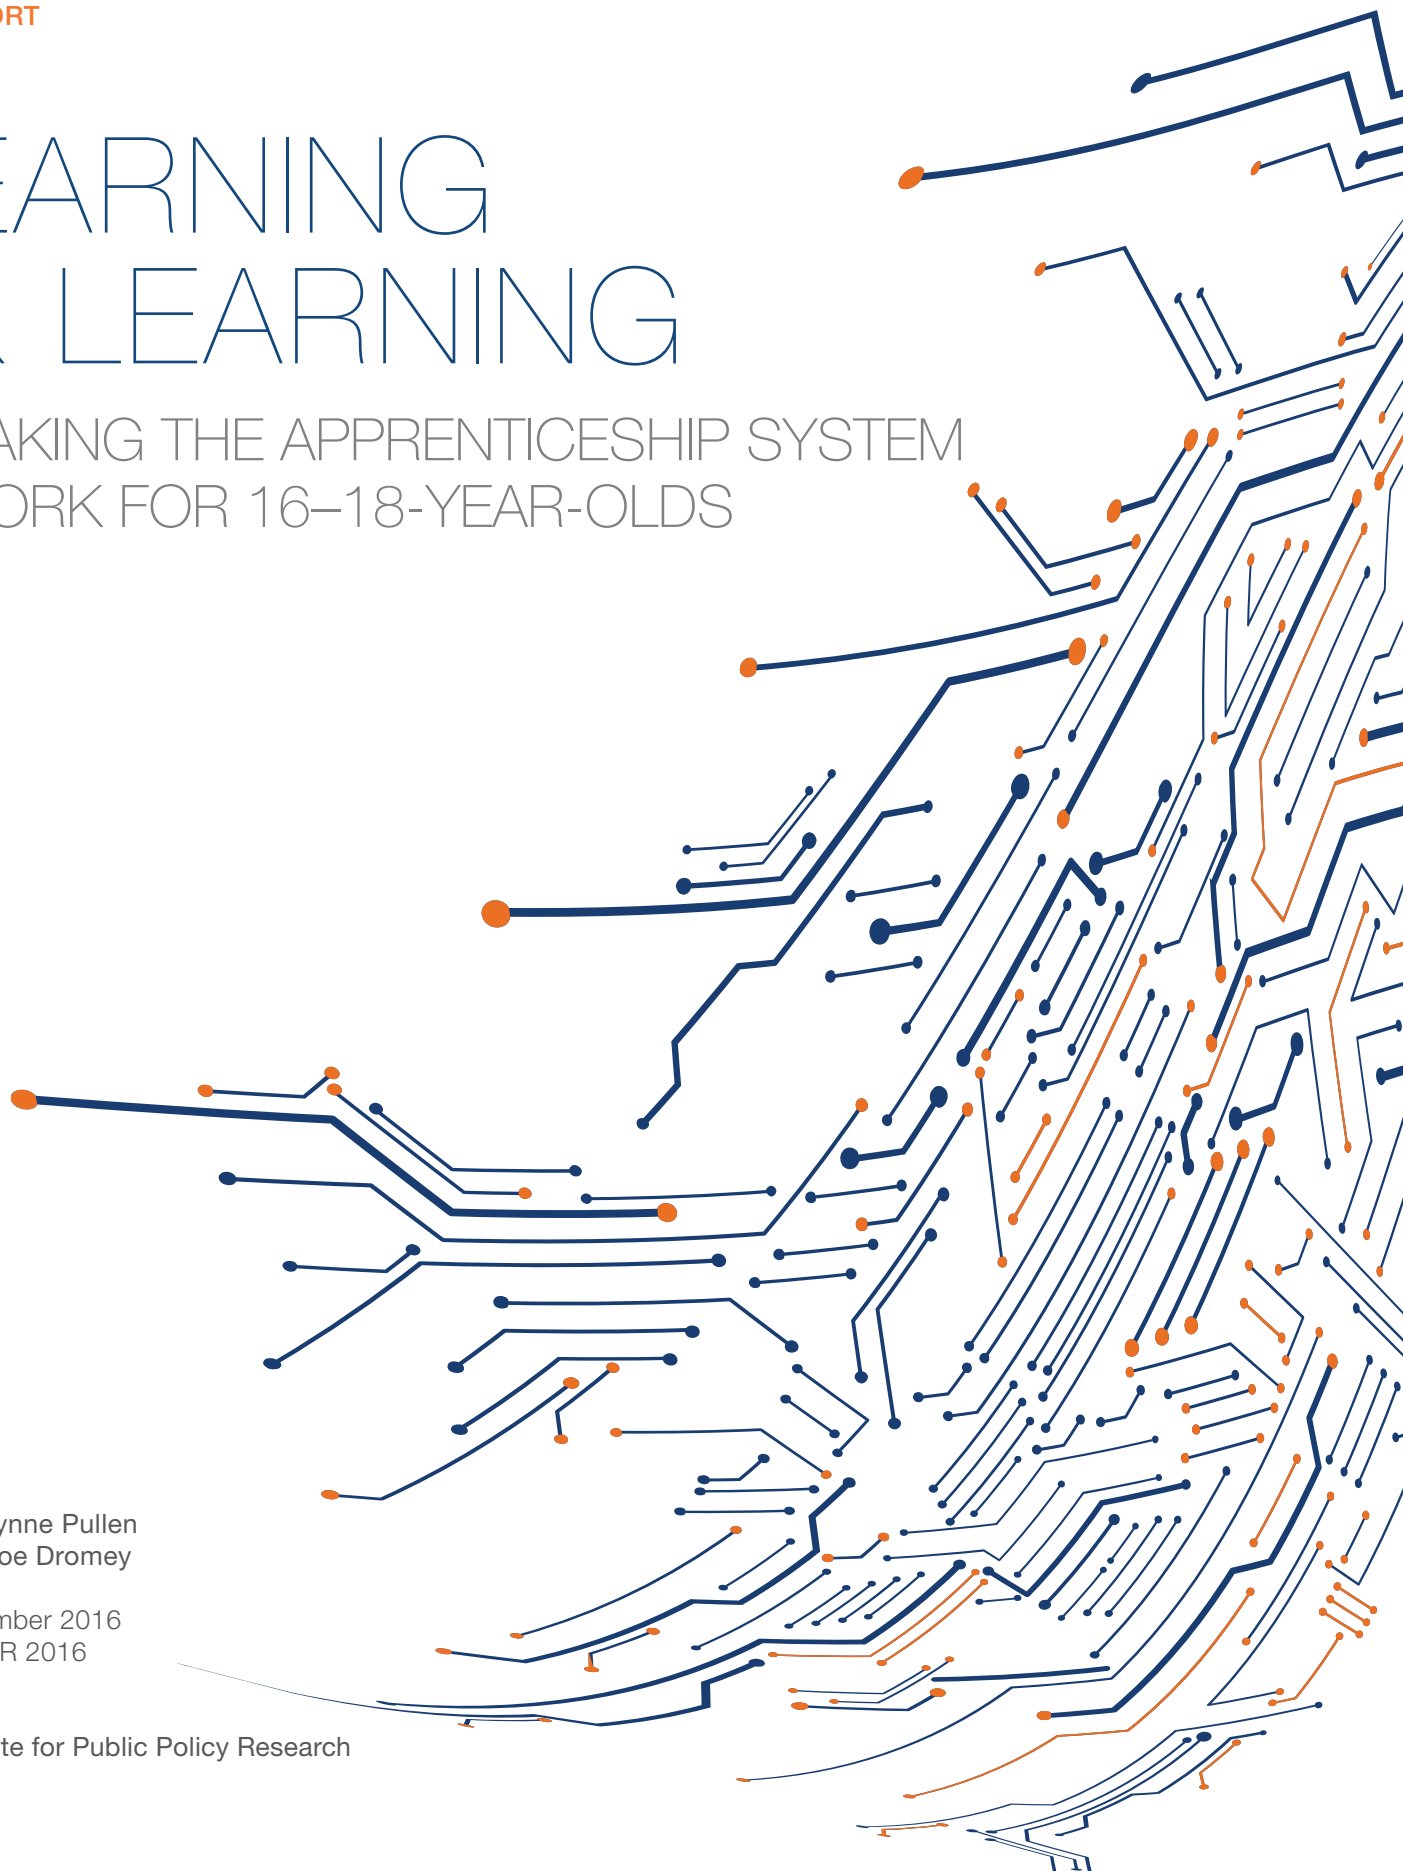 ORT
EARNING
R LEARNING
AKING THE APPRENTICESHIP SYSTEM
ORK FOR 16–18-YEAR-OLDS
ynne Pullen
oe Dromey
mber 2016
R 2016
te for Public Policy Research